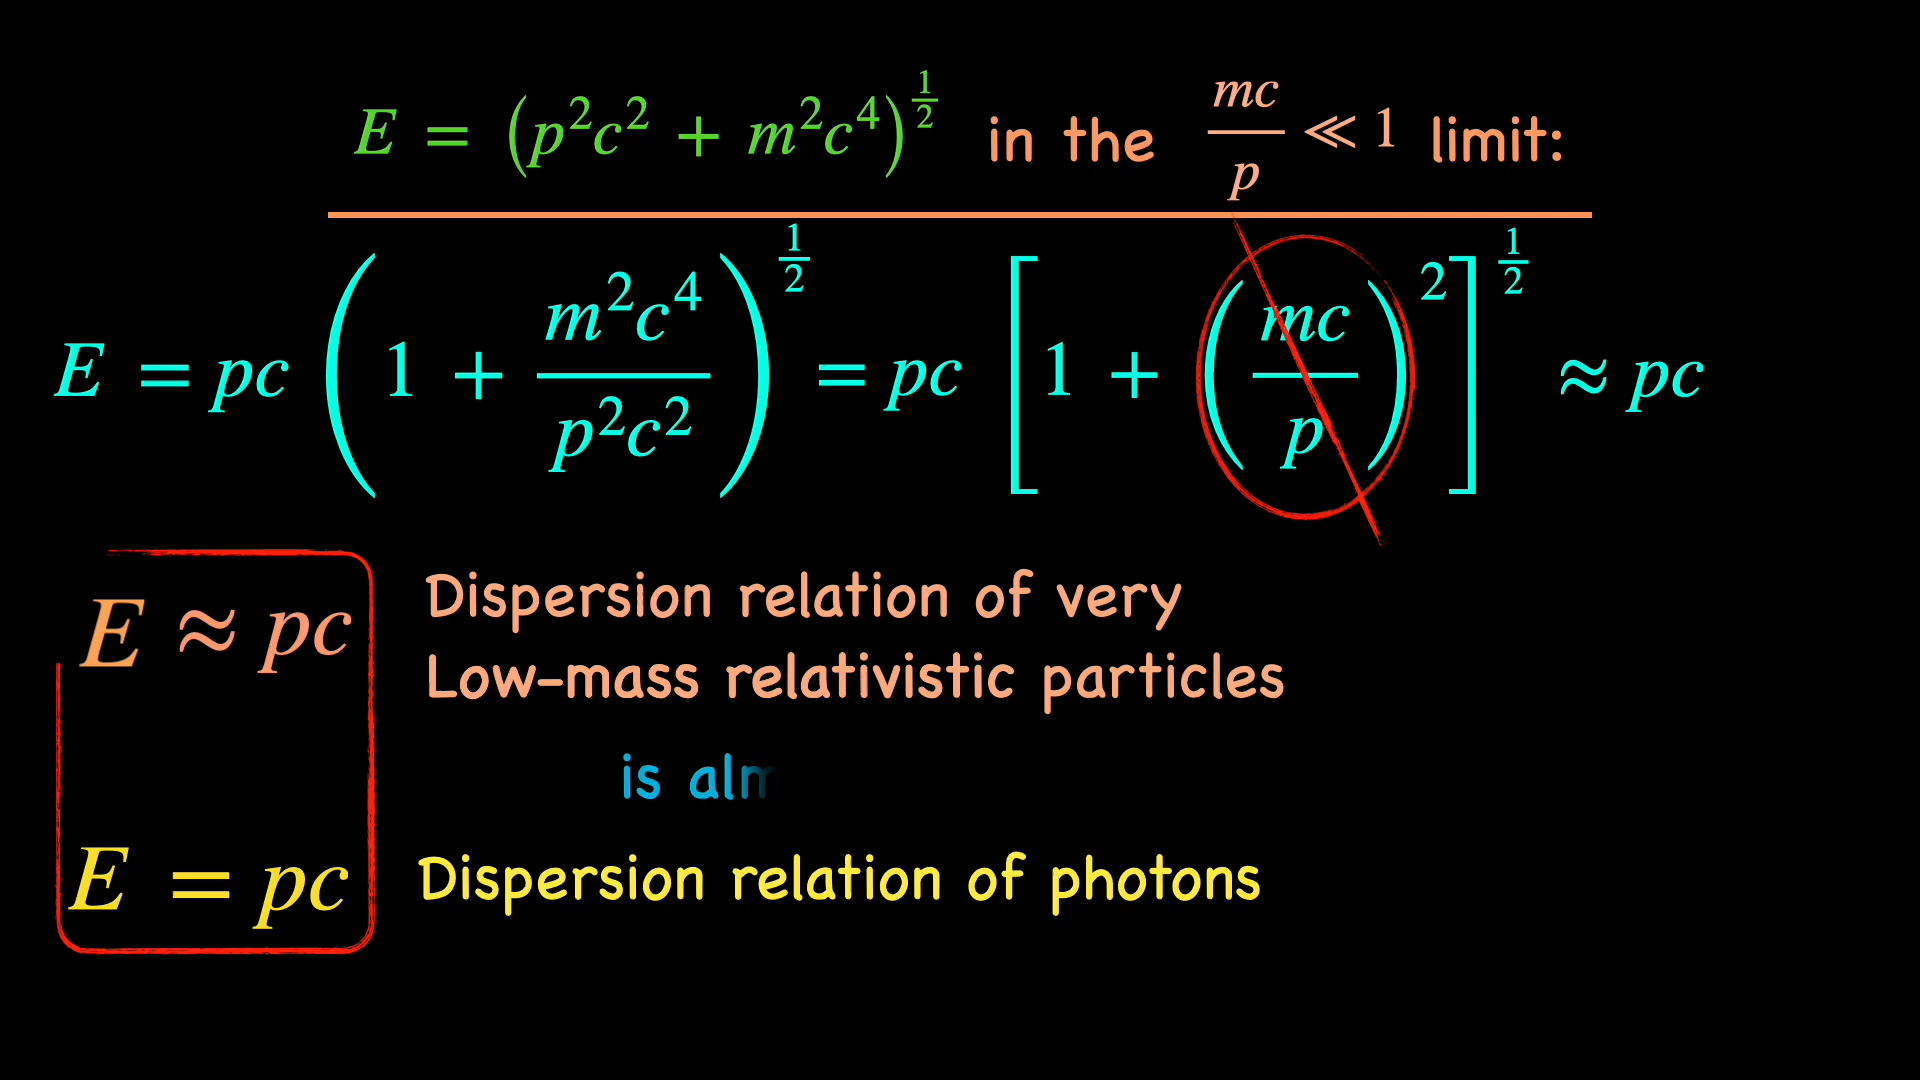 E = (p²c² + m²c⁴)^½ in the mc/p ≪ 1 limit:
E = pc (1 + m²c⁴/p²c²)^½ = pc [1 + (mc/p)²]^½ ≈ pc
E ≈ pc Dispersion relation of very
Low-mass relativistic particles
is alm
E = pc Dispersion relation of photons